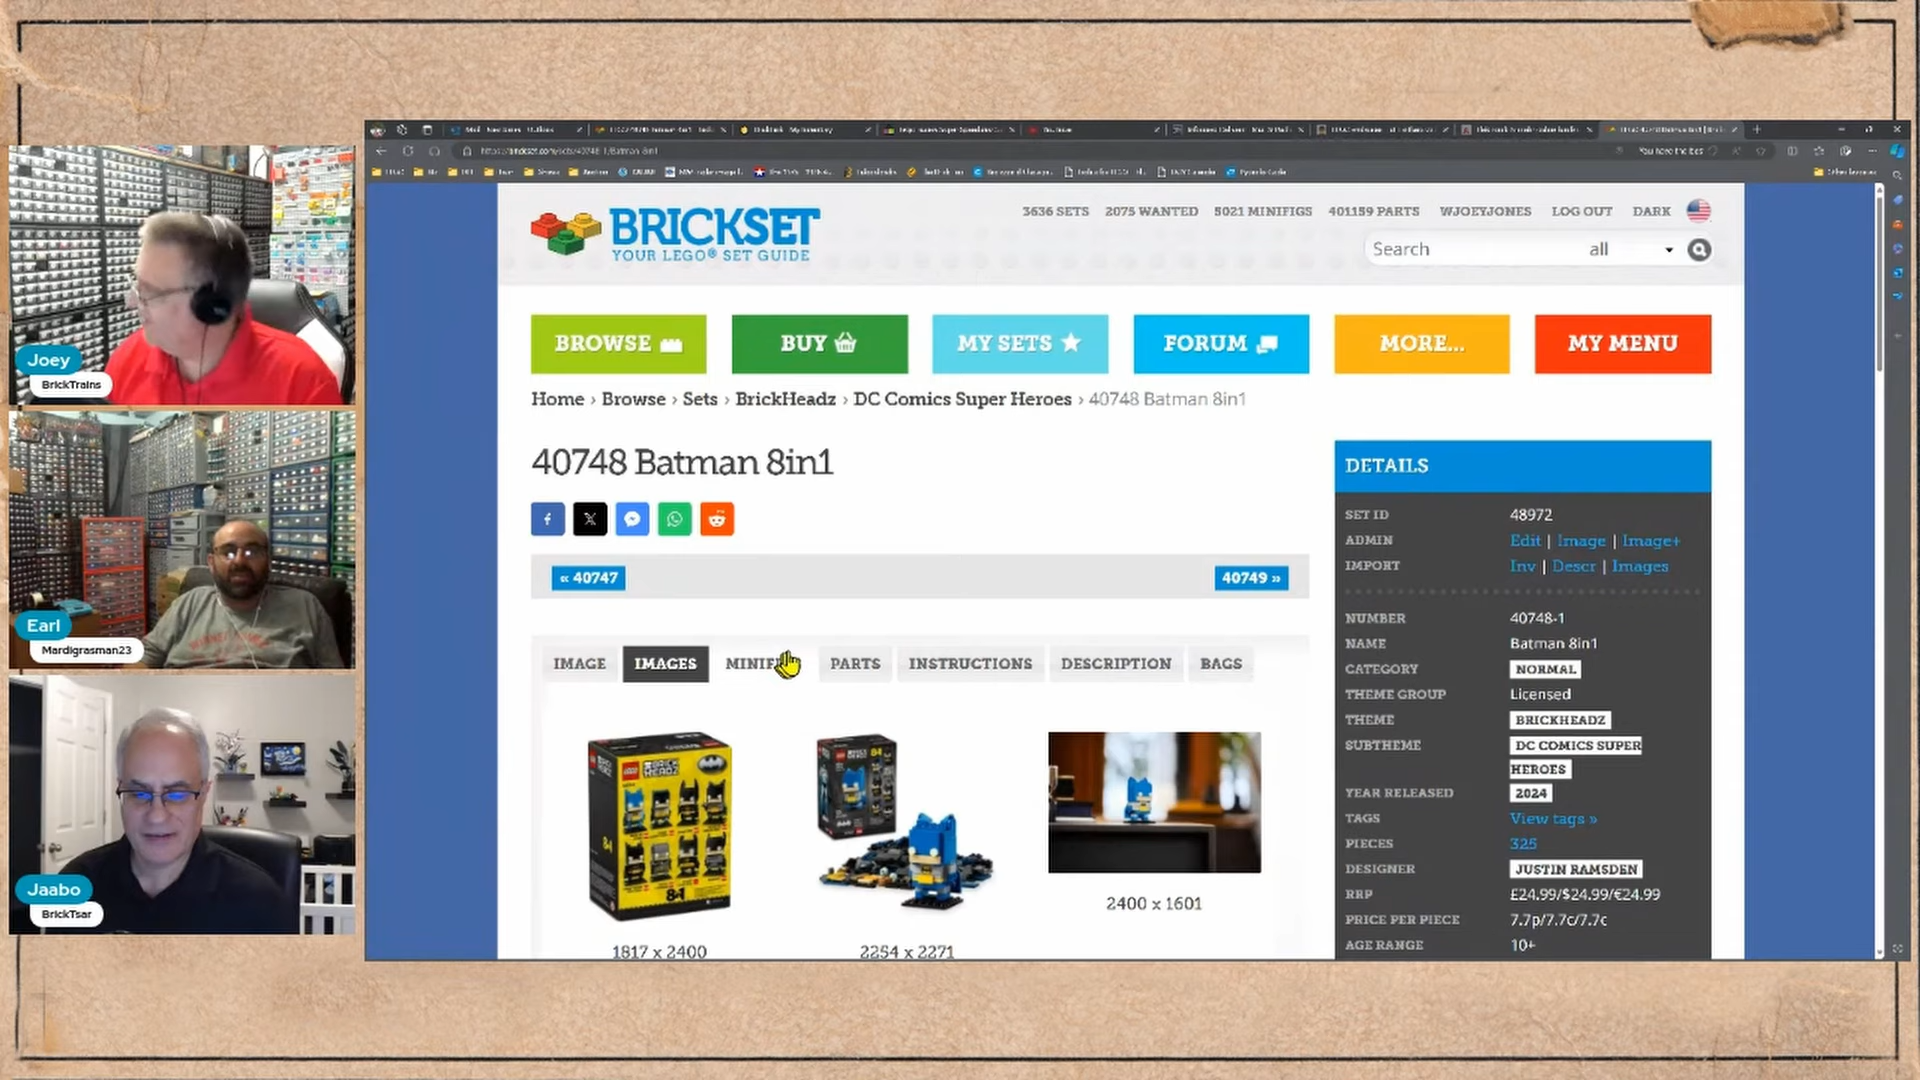 BRICKSET
YOUR LEGO® SET GUIDE
3636 SETS 2075 WANTED 5021 MINIFIGS 401159 PARTS WJOEYJONES LOG OUT DARK
Search all
BROWSE BUY MY SETS FORUM MORE... MY MENU
Home › Browse › Sets › BrickHeadz › DC Comics Super Heroes › 40748 Batman 8in1
40748 Batman 8in1
« 40747 40749 »
IMAGE IMAGES PARTS INSTRUCTIONS DESCRIPTION BAGS
1817 x 2400
2254 x 2271
2400 x 1601
DETAILS
SET ID 48972
ADMIN Edit | Image | Image+
IMPORT Inv | Descr | Images
NUMBER 40748-1
NAME Batman 8in1
CATEGORY NORMAL
THEME GROUP Licensed
THEME BRICKHEADZ
SUBTHEME DC COMICS SUPER
HEROES
YEAR RELEASED 2024
TAGS View tags »
PIECES 325
DESIGNER JUSTIN RAMSDEN
RRP £24.99/$24.99/€24.99
PRICE PER PIECE 7.7p/7.7c/7.7c
AGE RANGE 10+
Joey
BrickTrains
Earl
Mardigrasman23
Jaabo
BrickTsar